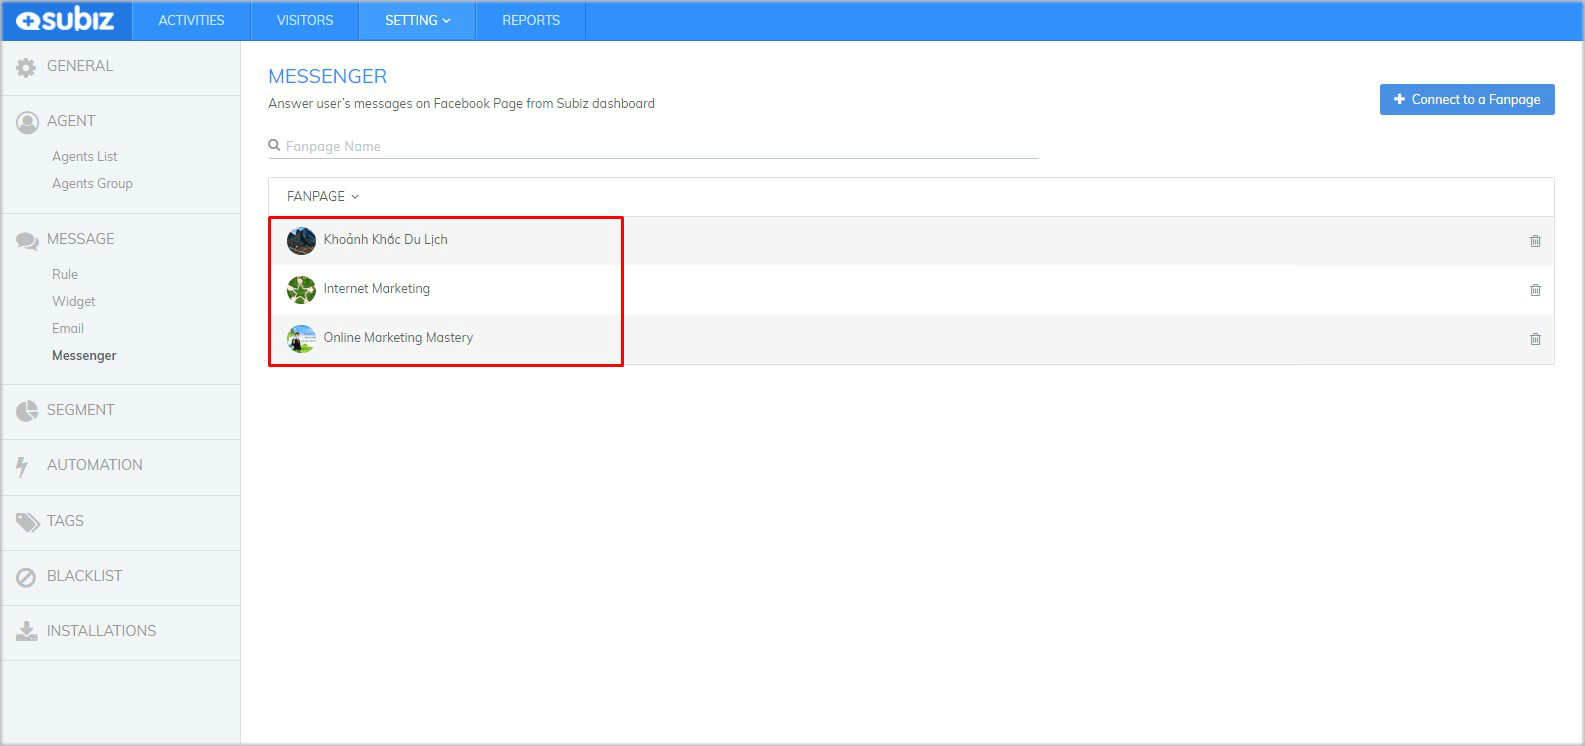 subiz
ACTIVITIES
VISITORS
SETTING
REPORTS
GENERAL
AGENT
Agents List
Agents Group
MESSAGE
Rule
Widget
Email
Messenger
SEGMENT
AUTOMATION
TAGS
BLACKLIST
INSTALLATIONS
MESSENGER
Answer user's messages on Facebook Page from Subiz dashboard
Connect to a Fanpage
Fanpage Name
FANPAGE
Khoảnh Khắc Du Lịch
Internet Marketing
Online Marketing Mastery